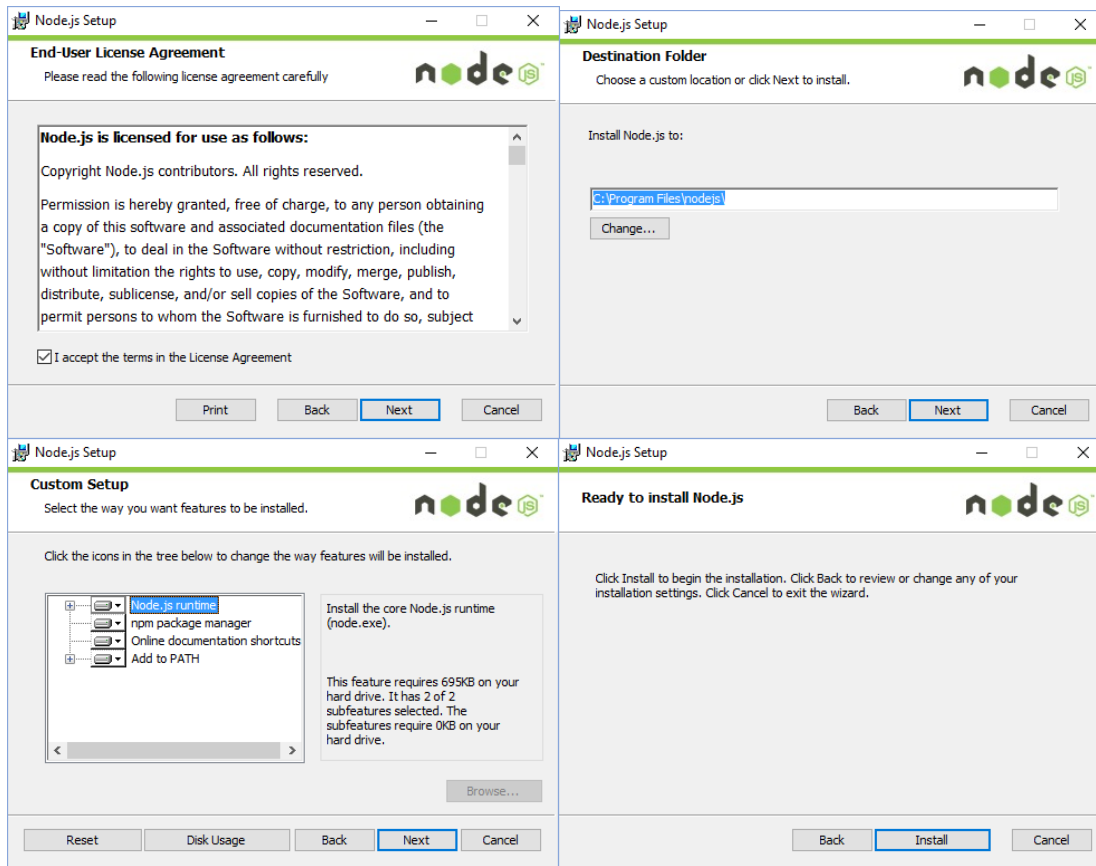 Node.js Setup
End-User License Agreement
Please read the following license agreement carefully
node JS
Node.js is licensed for use as follows:
Copyright Node.js contributors. All rights reserved.
Permission is hereby granted, free of charge, to any person obtaining
a copy of this software and associated documentation files (the
"Software"), to deal in the Software without restriction, including
without limitation the rights to use, copy, modify, merge, publish,
distribute, sublicense, and/or sell copies of the Software, and to
permit persons to whom the Software is furnished to do so, subject
I accept the terms in the License Agreement
Print Back Next Cancel
Node.js Setup
Destination Folder
Choose a custom location or click Next to install.
node JS
Install Node.js to:
C:\Program Files\nodejs\
Change...
Back Next Cancel
Node.js Setup
Custom Setup
Select the way you want features to be installed.
node JS
Click the icons in the tree below to change the way features will be installed.
Node.js runtime
npm package manager
Online documentation shortcuts
Add to PATH
Install the core Node.js runtime
(node.exe).
This feature requires 695KB on your
hard drive. It has 2 of 2
subfeatures selected. The
subfeatures require 0KB on your
hard drive.
Browse...
Reset Disk Usage Back Next Cancel
Node.js Setup
Ready to install Node.js
node JS
Click Install to begin the installation. Click Back to review or change any of your
installation settings. Click Cancel to exit the wizard.
Back Install Cancel